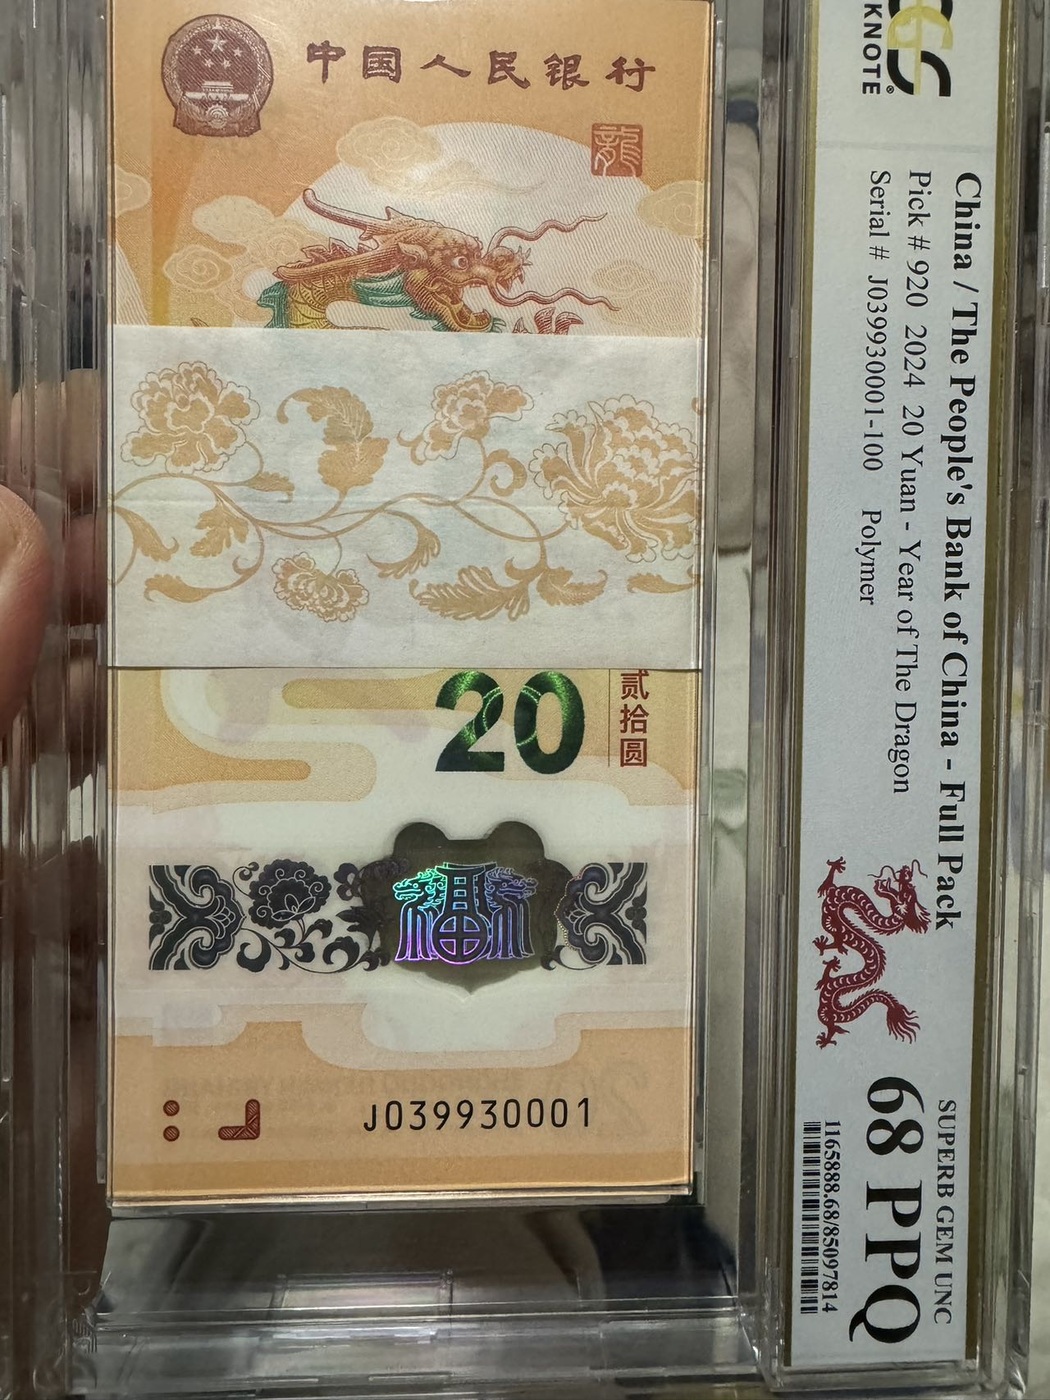 中国人民银行
龍
20
贰拾圆
福
J039930001
KNOTE®
China / The People's Bank of China - Full Pack
Pick # 920 2024 20 Yuan - Year of The Dragon
Serial # J039930001-100 Polymer
SUPERB GEM UNC
68 PPQ
1165888.68/85097814